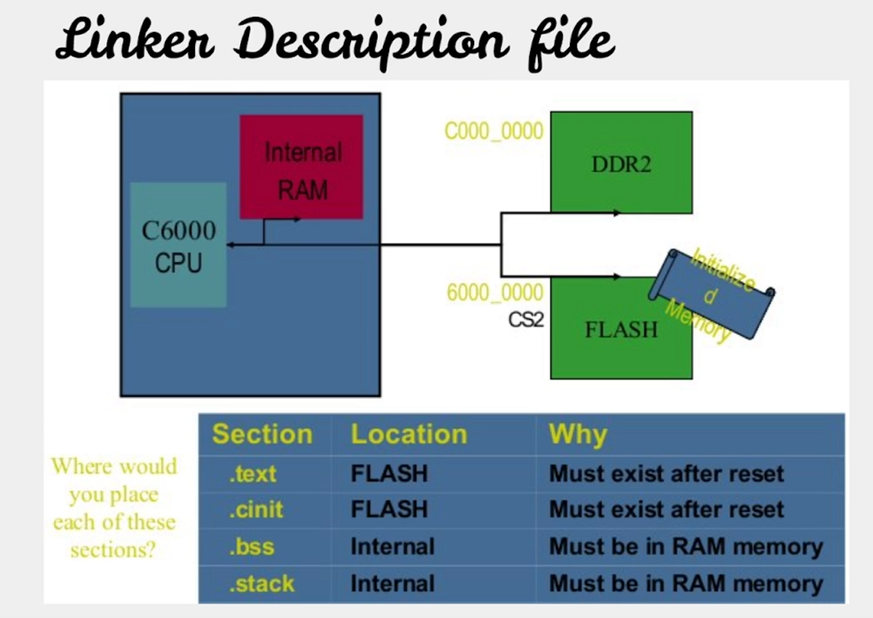 Linker Description file
Internal
RAM
C6000
CPU
C000_0000
DDR2
6000_0000
CS2
FLASH
Initialize
d
Memory
Where would
you place
each of these
sections?
Section Location Why
.text FLASH Must exist after reset
.cinit FLASH Must exist after reset
.bss Internal Must be in RAM memory
.stack Internal Must be in RAM memory